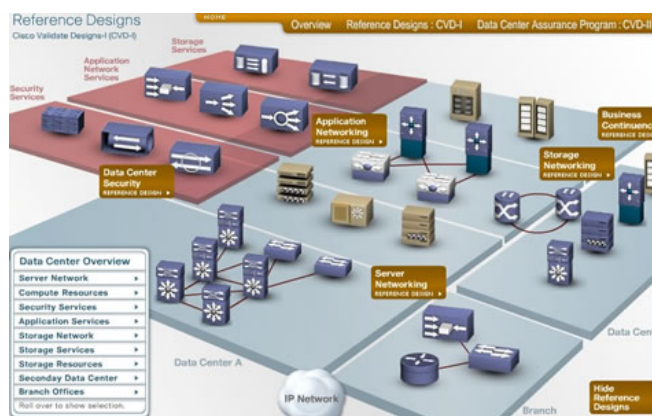 Reference Designs
Cisco Validate Designs-I (CVD-I)
HOME
Overview
Reference Designs : CVD-I
Data Center Assurance Program : CVD-II
Storage
Services
Application
Network
Services
Security
Services
Application
Networking
REFERENCE DESIGN
Business
Continuence
Storage
Networking
REFERENCE DESIGN
Data Center
Security
REFERENCE DESIGN
Server
Networking
REFERENCE DESIGN
Data Center Overview
Server Network
Compute Resources
Security Services
Application Services
Storage Network
Storage Services
Storage Resources
Seconday Data Center
Branch Offices
Roll over to show selection.
Data Center A
IP Network
Branch
Data Cen
Hide
Reference
Designs